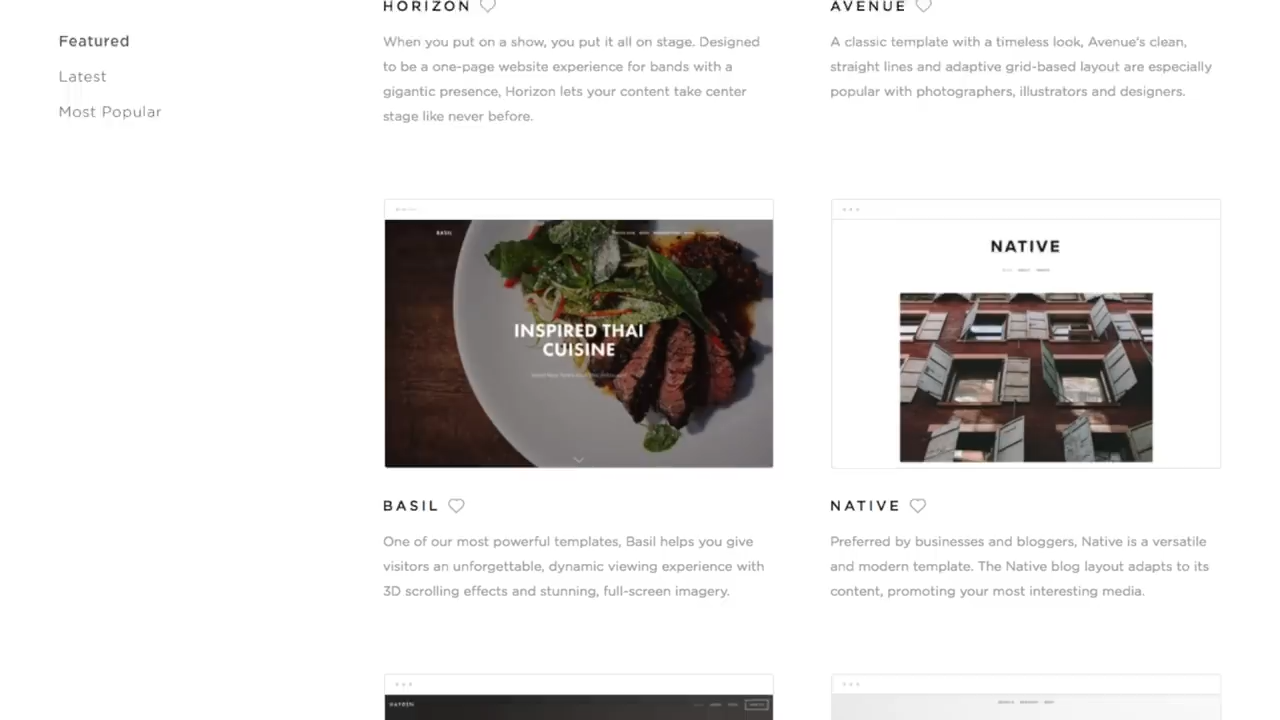 Featured
Latest
Most Popular
HORIZON
When you put on a show, you put it all on stage. Designed
to be a one-page website experience for bands with a
gigantic presence, Horizon lets your content take center
stage like never before.
AVENUE
A classic template with a timeless look, Avenue's clean,
straight lines and adaptive grid-based layout are especially
popular with photographers, illustrators and designers.
BASIL
INSPIRED THAI
CUISINE
BASIL
One of our most powerful templates, Basil helps you give
visitors an unforgettable, dynamic viewing experience with
3D scrolling effects and stunning, full-screen imagery.
NATIVE
NATIVE
Preferred by businesses and bloggers, Native is a versatile
and modern template. The Native blog layout adapts to its
content, promoting your most interesting media.
HAYDEN